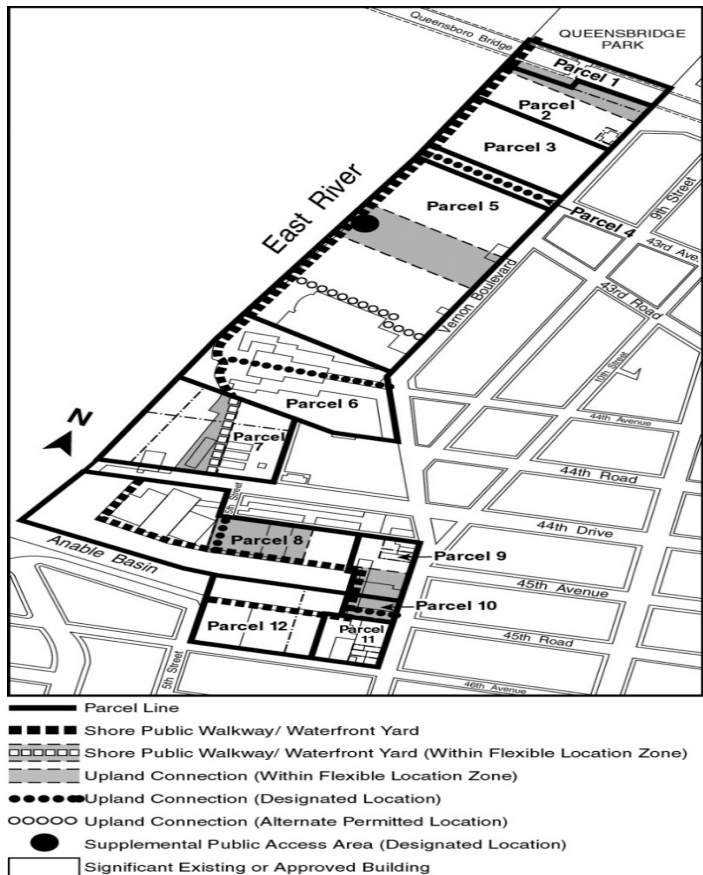 Queensboro Bridge
QUEENSBRIDGE
PARK
Parcel 1
Parcel
2
Parcel 3
9th Street
Parcel 4
East River
Parcel 5
43rd Ave.
Vernon Boulevard
43rd Road
10th Street
44th Avenue
N
Parcel 6
Parcel
7
44th Road
5th Street
44th Drive
Parcel 8
Anable Basin
Parcel 9
45th Avenue
Parcel 10
Parcel 12
Parcel
11
45th Road
5th Street
46th Avenue
Parcel Line
Shore Public Walkway/ Waterfront Yard
Shore Public Walkway/ Waterfront Yard (Within Flexible Location Zone)
Upland Connection (Within Flexible Location Zone)
Upland Connection (Designated Location)
Upland Connection (Alternate Permitted Location)
Supplemental Public Access Area (Designated Location)
Significant Existing or Approved Building